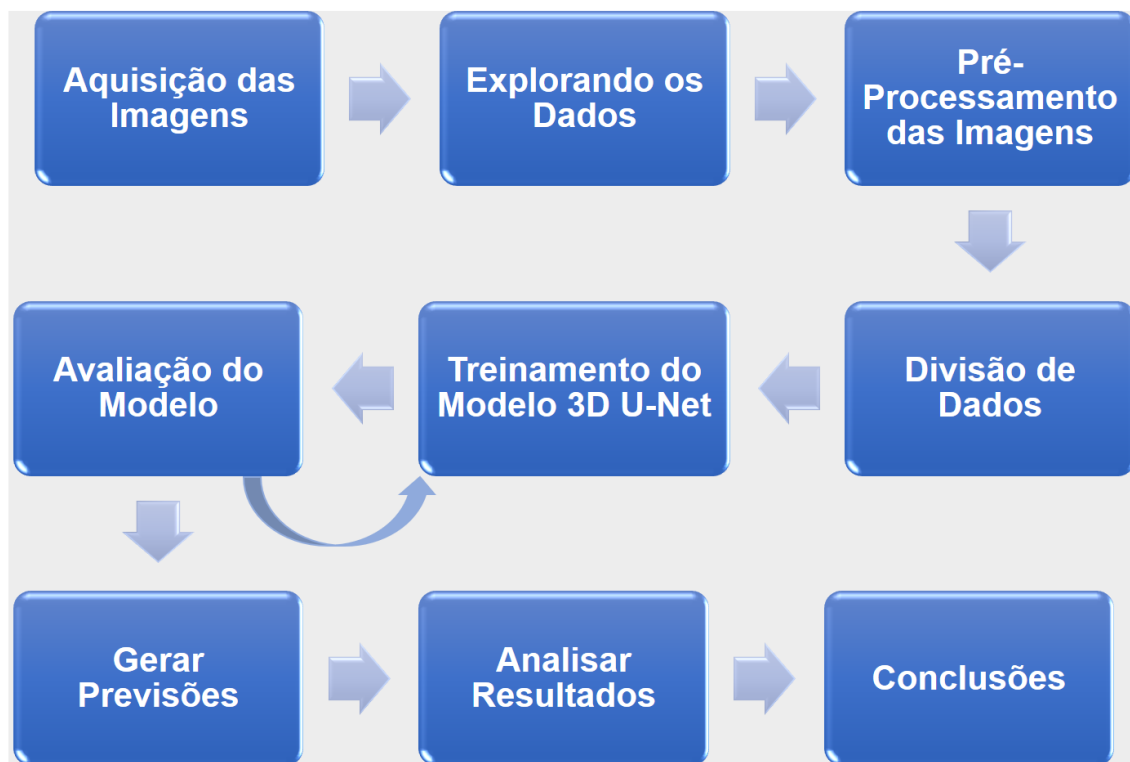 Aquisição das
Imagens
Explorando os
Dados
Pré-
Processamento
das Imagens
Divisão de
Dados
Treinamento do
Modelo 3D U-Net
Avaliação do
Modelo
Gerar
Previsões
Analisar
Resultados
Conclusões